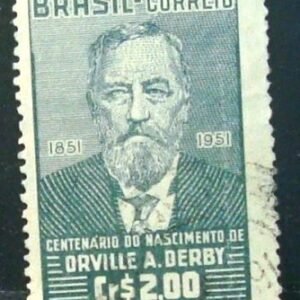 BRASIL-CORREIO
1851 1951
CENTENÁRIO DO NASCIMENTO DE
ORVILLE A. DERBY
Cr$ 2,00